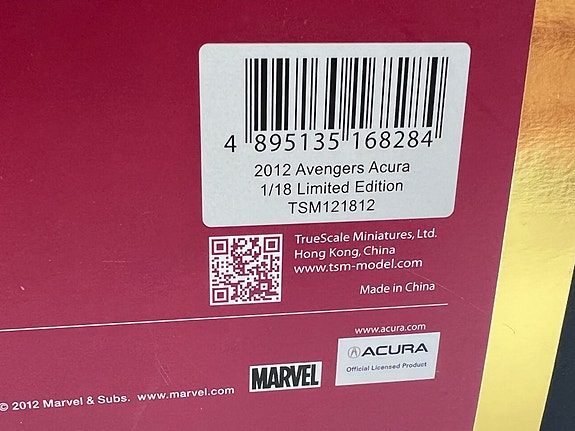 4 895135 168284
2012 Avengers Acura
1/18 Limited Edition
TSM121812
TrueScale Miniatures, Ltd.
Hong Kong, China
www.tsm-model.com
Made in China
www.acura.com
ACURA
Official Licensed Product
MARVEL
© 2012 Marvel & Subs. www.marvel.com